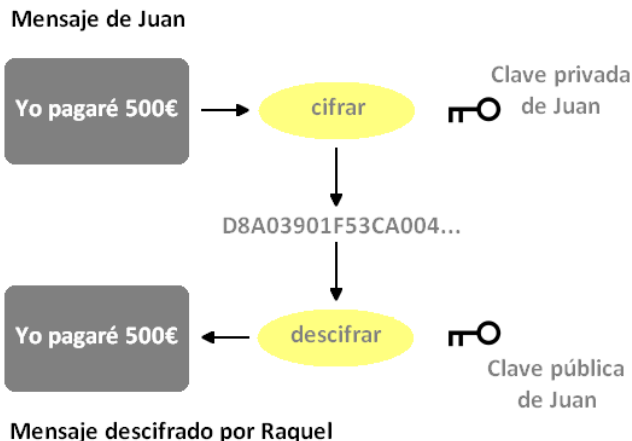 Mensaje de Juan
Yo pagaré 500€
cifrar
Clave privada
de Juan
D8A03901F53CA004...
Yo pagaré 500€
descifrar
Clave pública
de Juan
Mensaje descifrado por Raquel